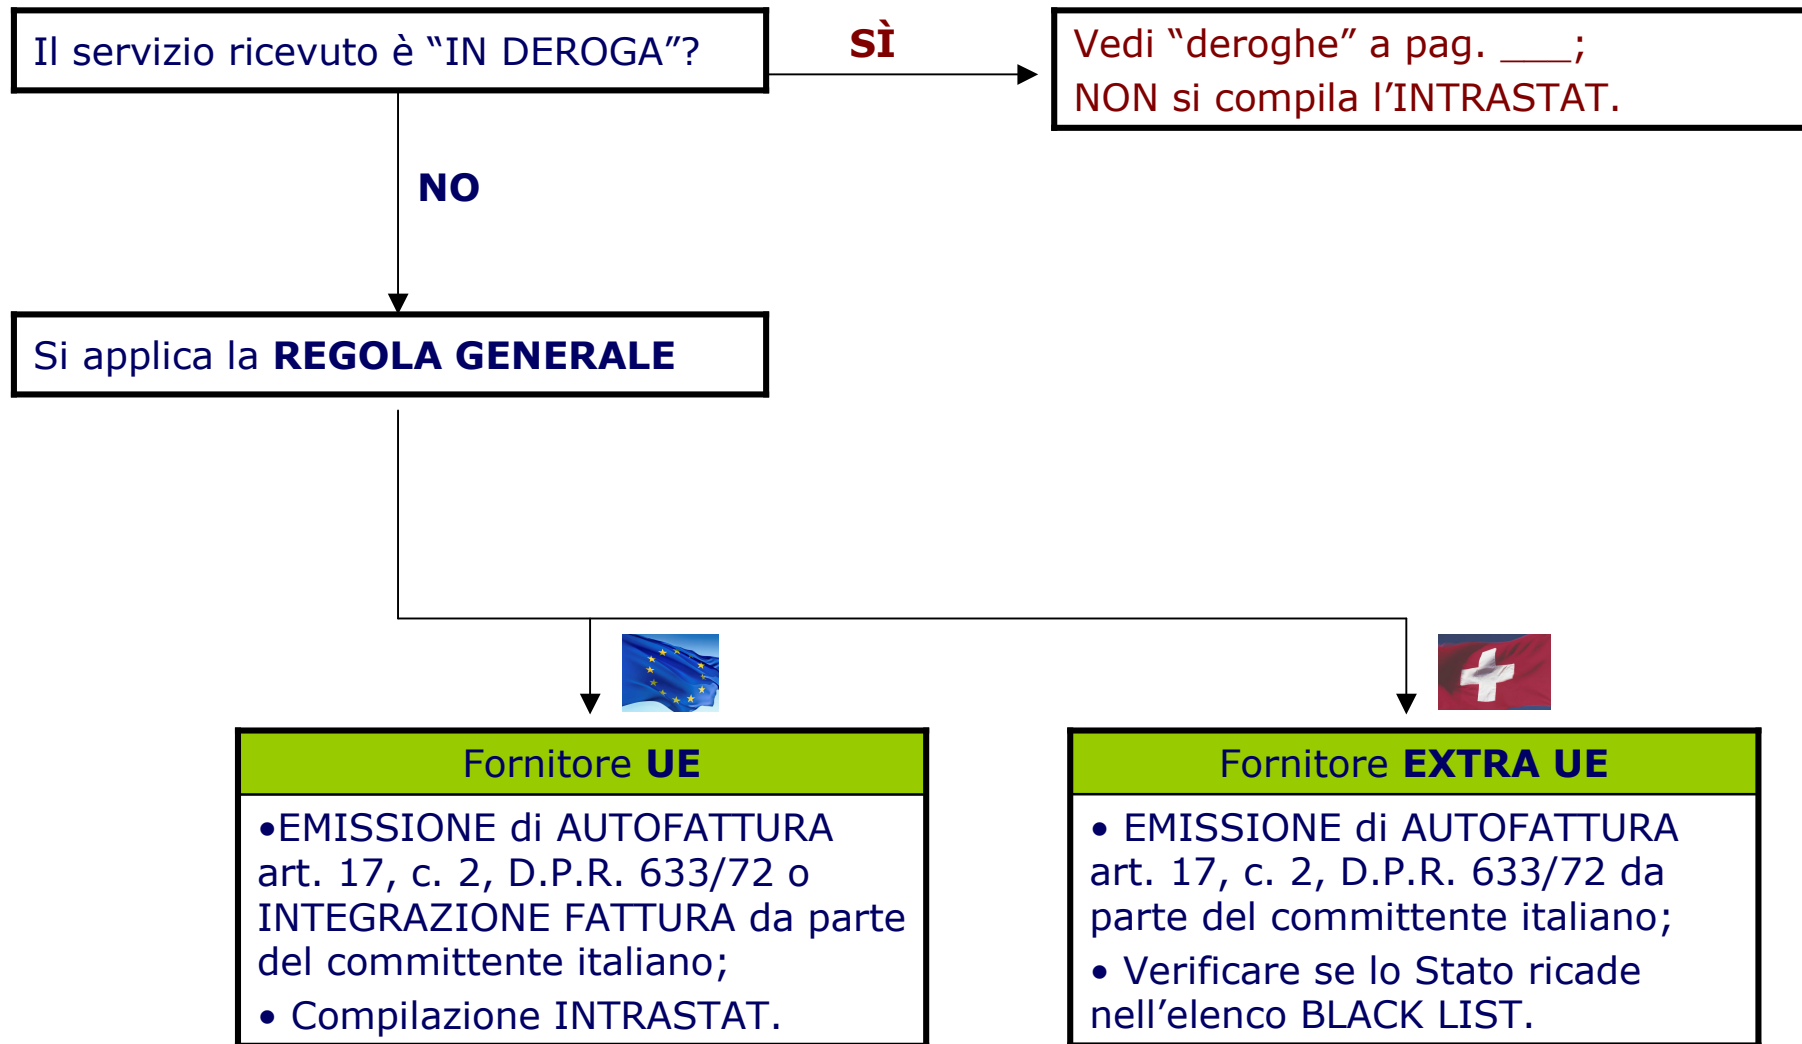 Il servizio ricevuto è “IN DEROGA”?
SÌ
Vedi “deroghe” a pag. ___;
NON si compila l’INTRASTAT.
NO
Si applica la REGOLA GENERALE
Fornitore UE
•EMISSIONE di AUTOFATTURA
art. 17, c. 2, D.P.R. 633/72 o
INTEGRAZIONE FATTURA da parte
del committente italiano;
• Compilazione INTRASTAT.
Fornitore EXTRA UE
• EMISSIONE di AUTOFATTURA
art. 17, c. 2, D.P.R. 633/72 da
parte del committente italiano;
• Verificare se lo Stato ricade
nell’elenco BLACK LIST.